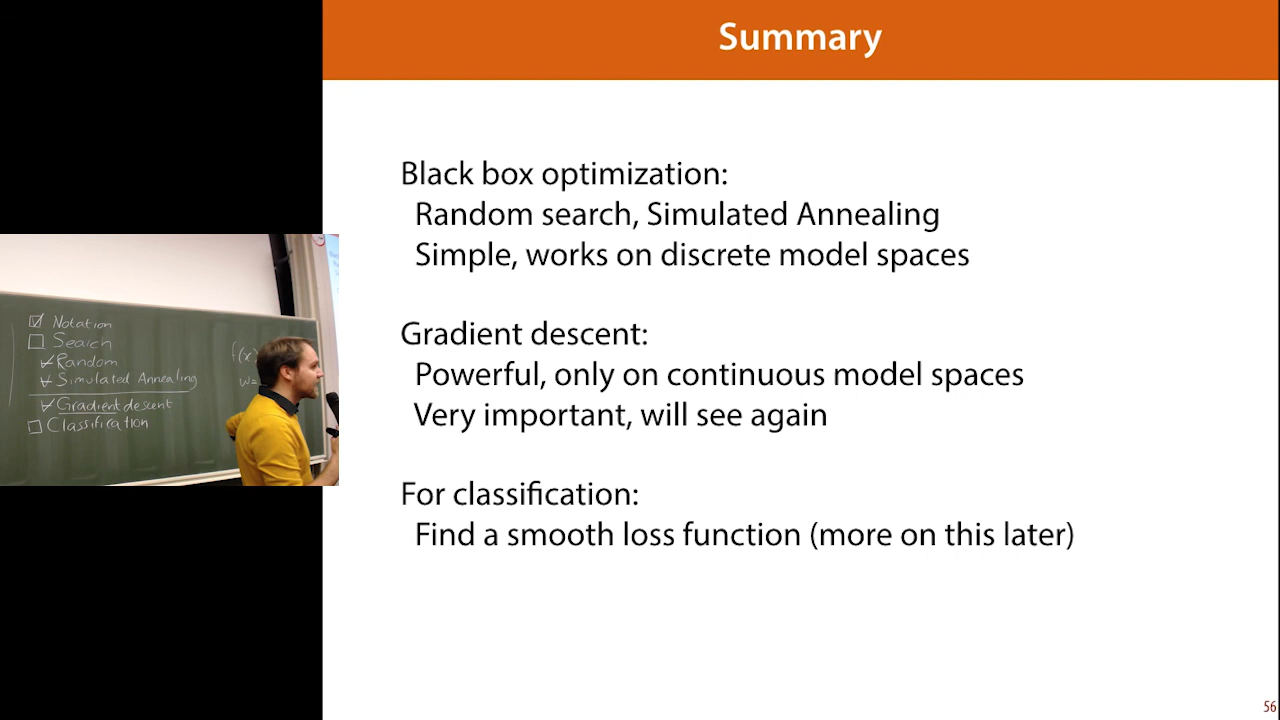 Summary
Black box optimization:
Random search, Simulated Annealing
Simple, works on discrete model spaces
Gradient descent:
Powerful, only on continuous model spaces
Very important, will see again
For classification:
Find a smooth loss function (more on this later)
56
Notation
Search
Random
Simulated Annealing
Gradient descent
Classification
f(x)
w=